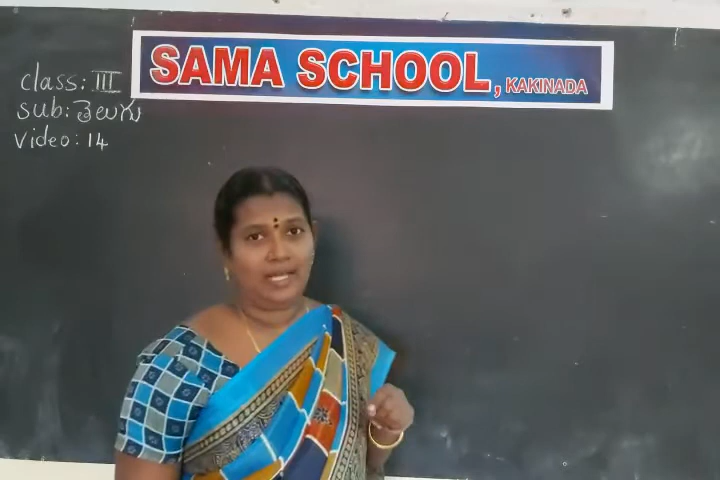 SAMA SCHOOL, KAKINADA
class: III
sub: తెలుగు
Video: 14